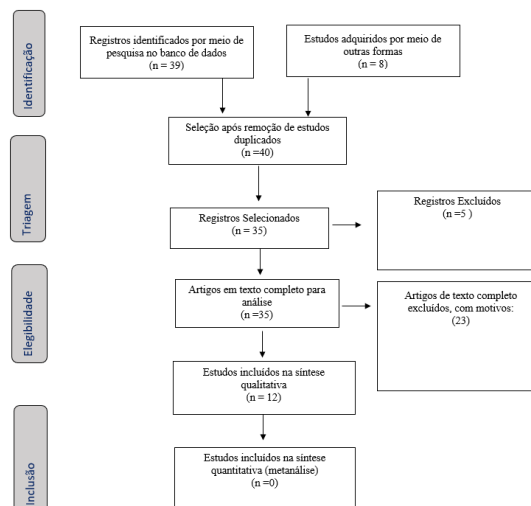 Identificação
Registros identificados por meio de
pesquisa no banco de dados
(n = 39)
Estudos adquiridos por meio de
outras formas
(n = 8)
Seleção após remoção de estudos
duplicados
(n =40)
Triagem
Registros Selecionados
(n = 35)
Registros Excluídos
(n =5 )
Elegibilidade
Artigos em texto completo para
análise
(n =35)
Artigos de texto completo
excluídos, com motivos:
(23)
Estudos incluídos na síntese
qualitativa
(n = 12)
Inclusão
Estudos incluídos na síntese
quantitativa (metanálise)
(n =0)